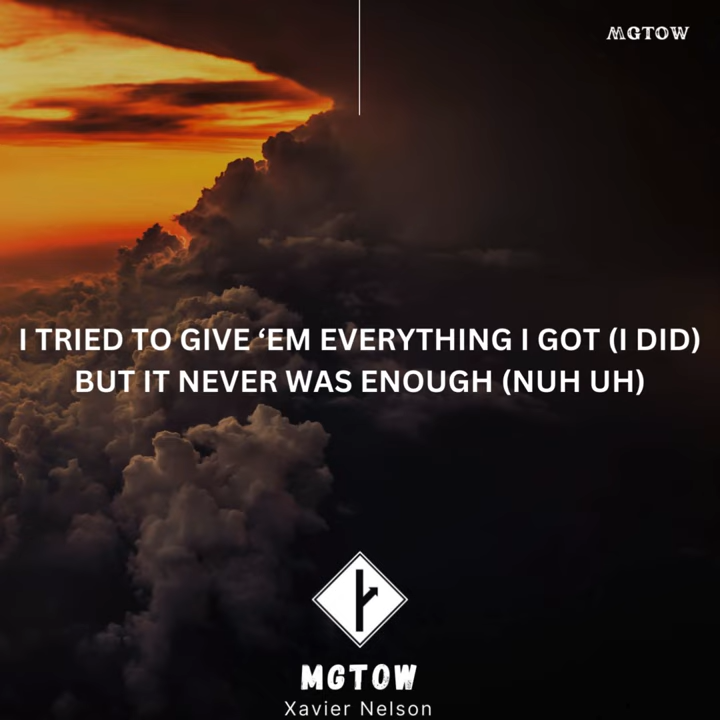 MGTOW
I TRIED TO GIVE ‘EM EVERYTHING I GOT (I DID)
BUT IT NEVER WAS ENOUGH (NUH UH)
MGTOW
Xavier Nelson